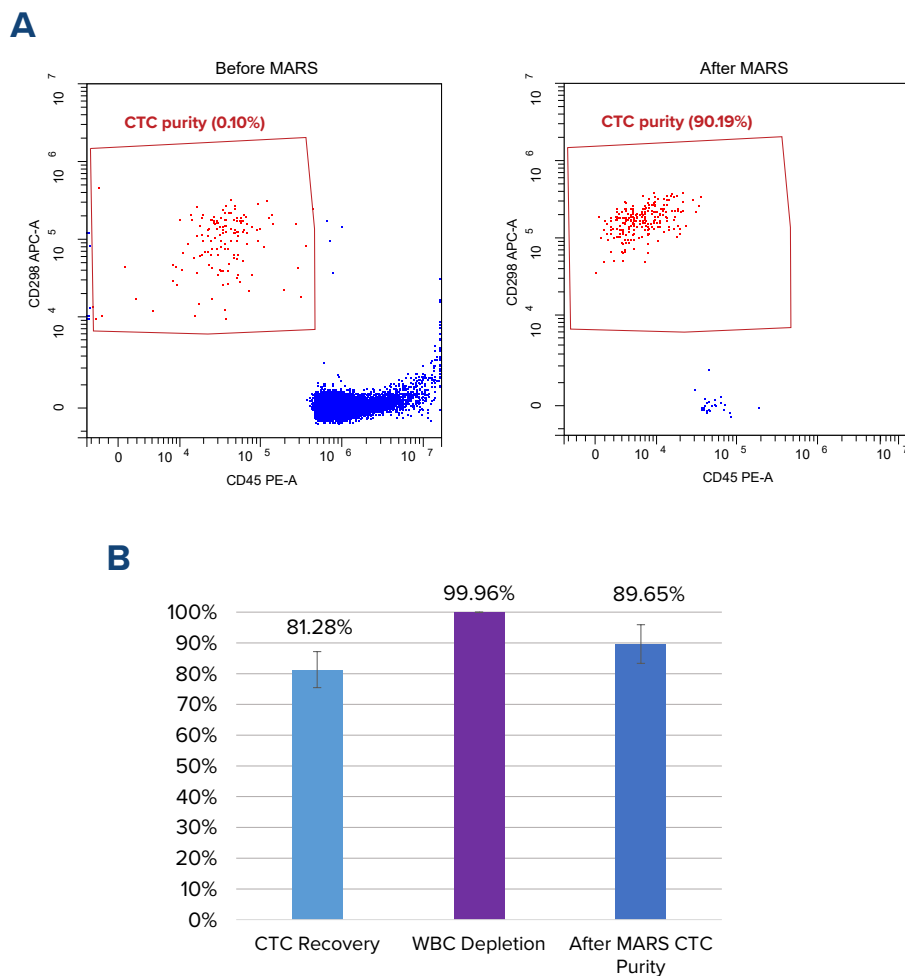 A
Before MARS
CTC purity (0.10%)
CD298 APC-A
10 7
10 6
10 5
10 4
0
0
10 4
10 5
10 6
10 7
CD45 PE-A
After MARS
CTC purity (90.19%)
CD298 APC-A
10 7
10 6
10 5
10 4
0
0
10 4
10 5
10 6
10 7
CD45 PE-A
B
81.28%
99.96%
89.65%
100%
90%
80%
70%
60%
50%
40%
30%
20%
10%
0%
CTC Recovery
WBC Depletion
After MARS CTC
Purity